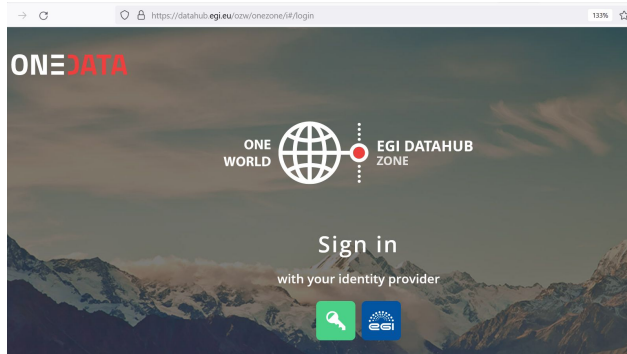 https://datahub.egi.eu/ozw/onezone/i#/login
133%
ONEDATA
ONE
WORLD
EGI DATAHUB
ZONE
Sign in
with your identity provider
egi